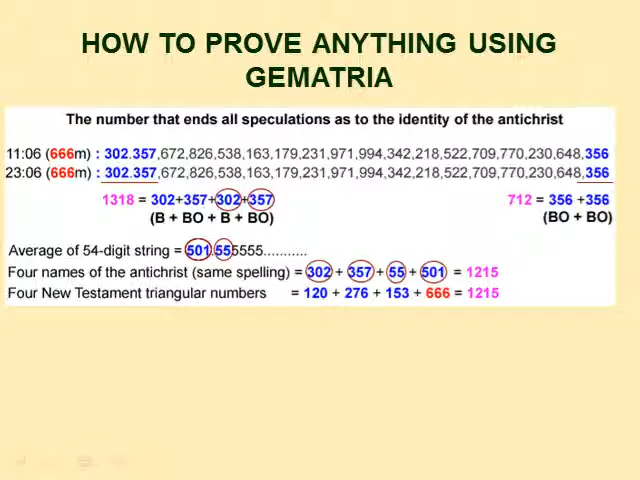 HOW TO PROVE ANYTHING USING
GEMATRIA
The number that ends all speculations as to the identity of the antichrist
11:06 (666m) : 302.357,672,826,538,163,179,231,971,994,342,218,522,709,770,230,648,356
23:06 (666m) : 302.357,672,826,538,163,179,231,971,994,342,218,522,709,770,230,648,356
1318 = 302+357+302+357
(B + BO + B + BO)
712 = 356 +356
(BO + BO)
Average of 54-digit string = 501.555555..........
Four names of the antichrist (same spelling) = 302 + 357 + 55 + 501 = 1215
Four New Testament triangular numbers = 120 + 276 + 153 + 666 = 1215